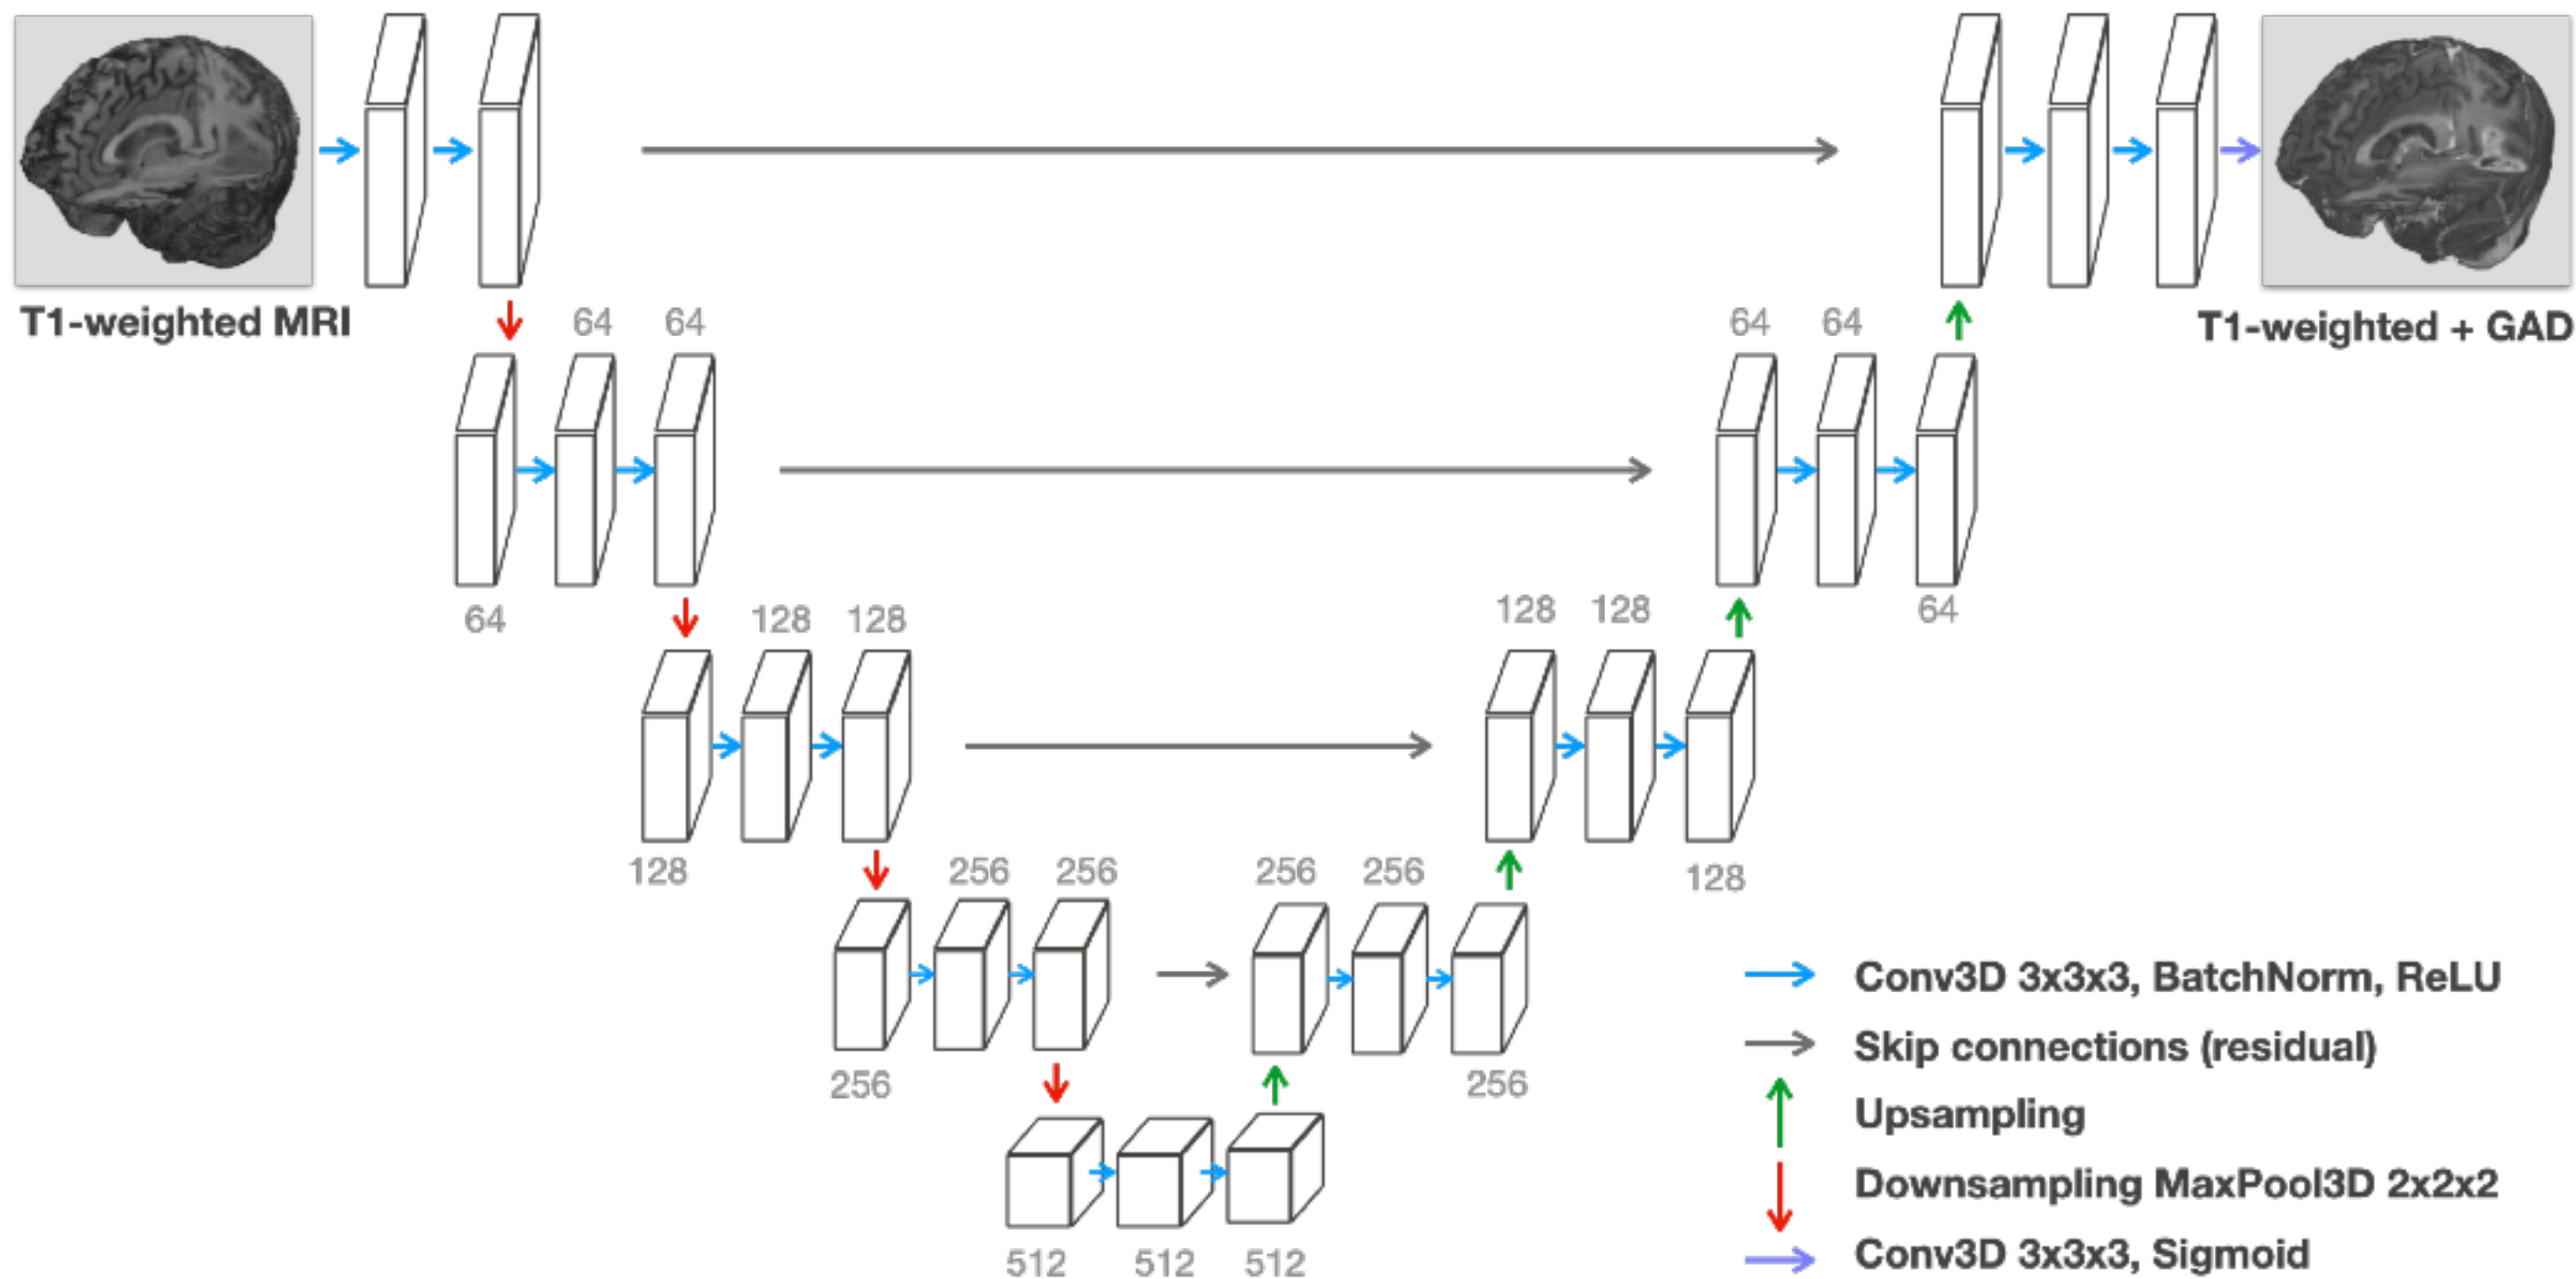 T1-weighted MRI
T1-weighted + GAD
64 64
64 64
64
64
128 128
128 128
128
128
256 256
256 256
256
256
512 512 512
Conv3D 3x3x3, BatchNorm, ReLU
Skip connections (residual)
Upsampling
Downsampling MaxPool3D 2x2x2
Conv3D 3x3x3, Sigmoid